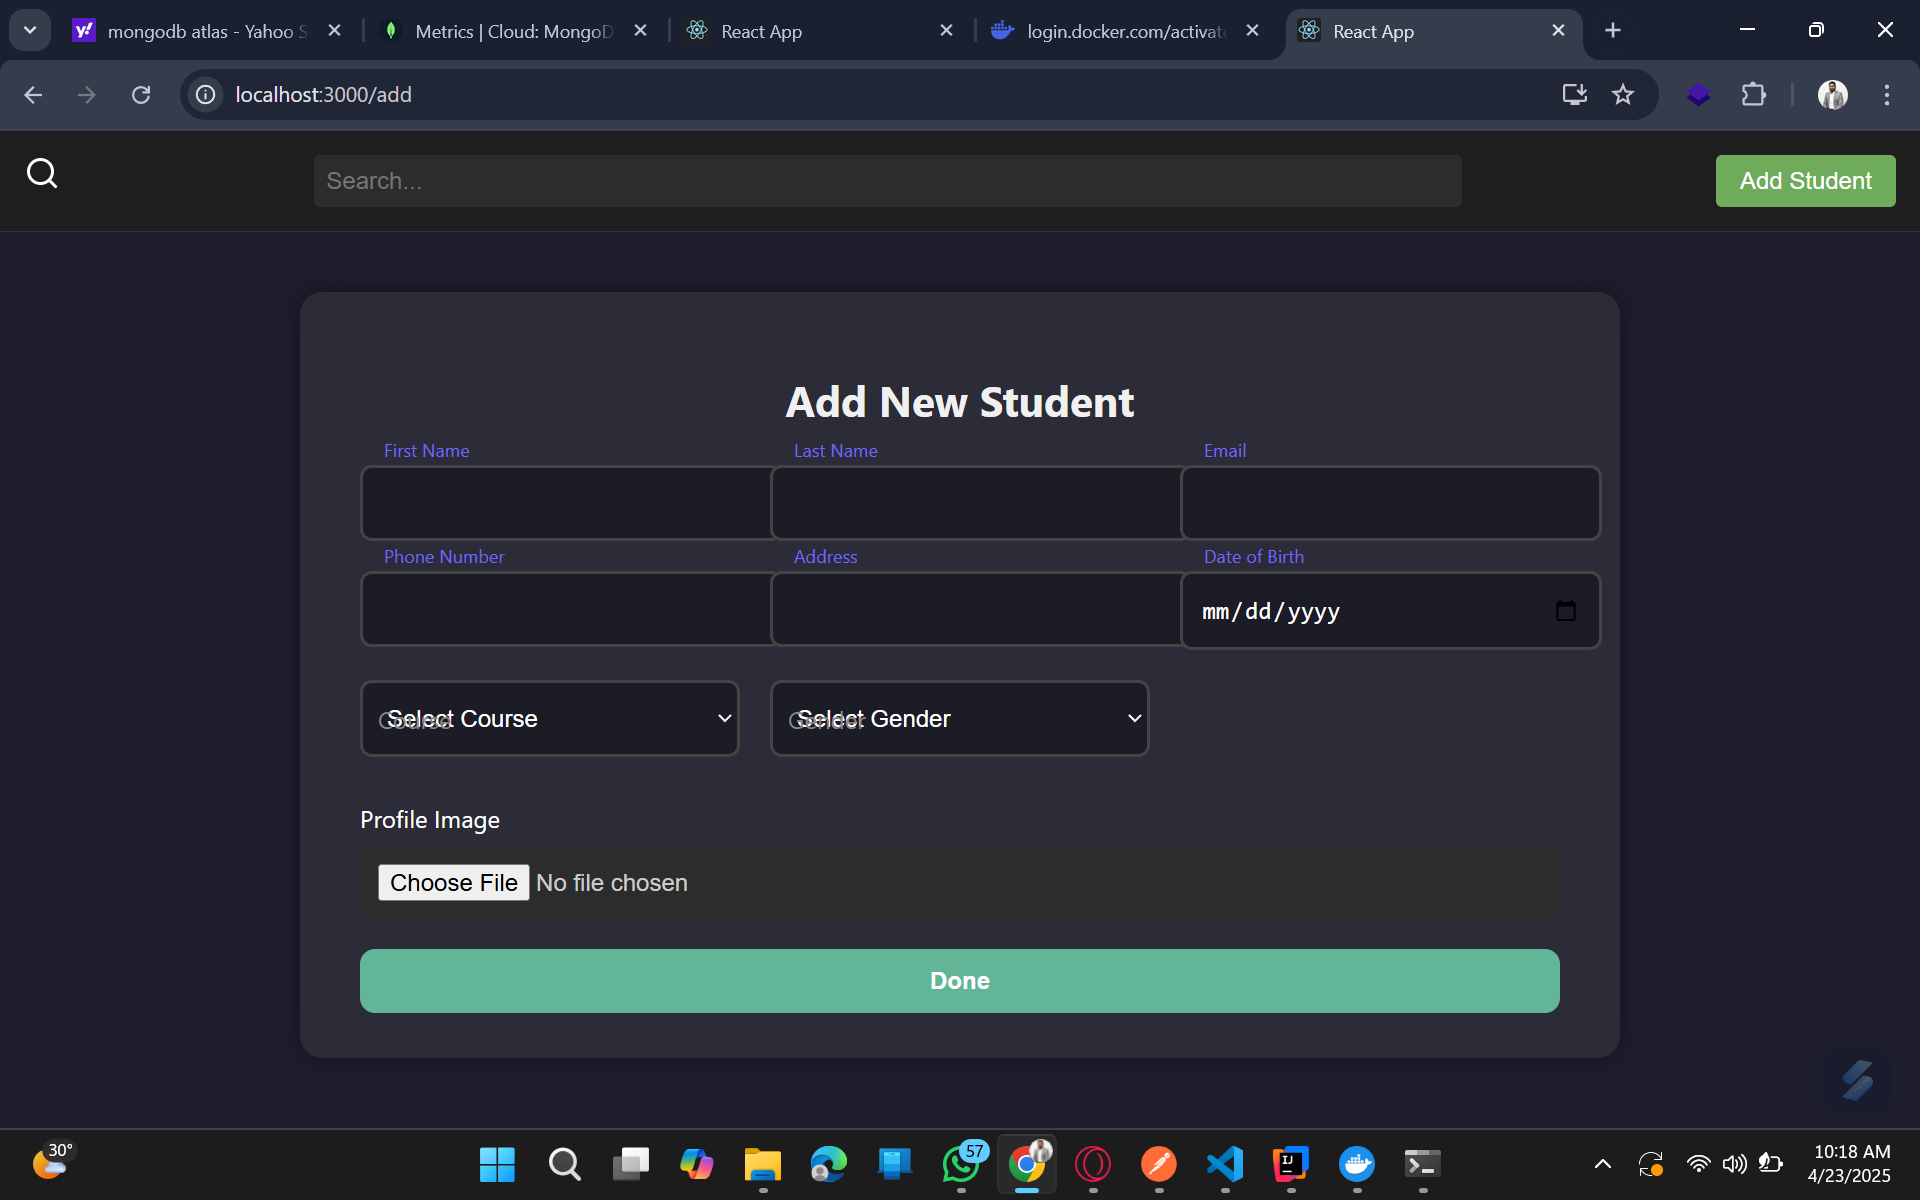 mongodb atlas - Yahoo S
Metrics | Cloud: MongoD
React App
login.docker.com/activat
React App
localhost:3000/add
Search...
Add Student
Add New Student
First Name
Last Name
Email
Phone Number
Address
Date of Birth
mm/dd/yyyy
Course
Select Course
Gender
Select Gender
Profile Image
Choose File
No file chosen
Done
30°
57
10:18 AM
4/23/2025